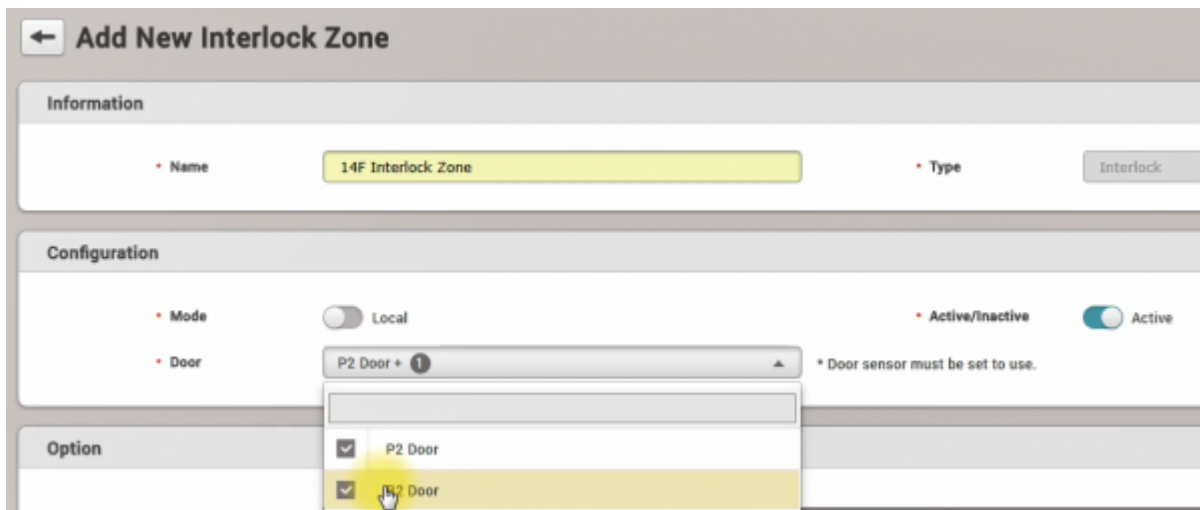 Add New Interlock Zone
Information
• Name 14F Interlock Zone • Type Interlock
Configuration
• Mode Local • Active/Inactive Active
• Door P2 Door + 1 * Door sensor must be set to use.
P2 Door
Option
2 Door